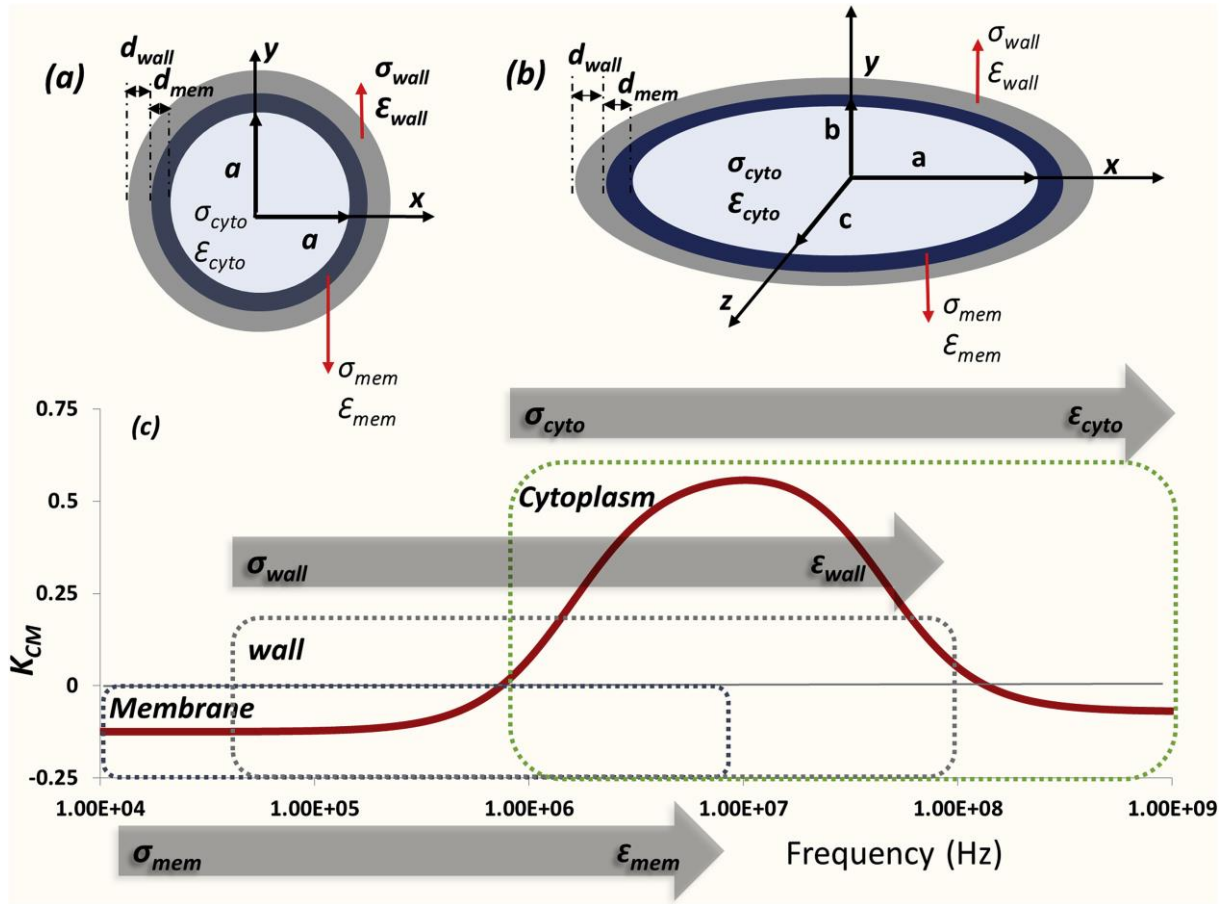 (a)
d_wall
d_mem
y
σ_wall
ε_wall
a
x
σ_cyto
a
ε_cyto
σ_mem
ε_mem
(b)
d_wall
d_mem
y
σ_wall
ε_wall
b
a
x
σ_cyto
ε_cyto
c
z
σ_mem
ε_mem
(c)
σ_cyto ε_cyto
Cytoplasm
σ_wall ε_wall
wall
Membrane
K_CM
0.75
0.5
0
-0.25
1.00E+04 1.00E+05 1.00E+06 1.00E+07 1.00E+08 1.00E+09
σ_mem ε_mem
Frequency (Hz)